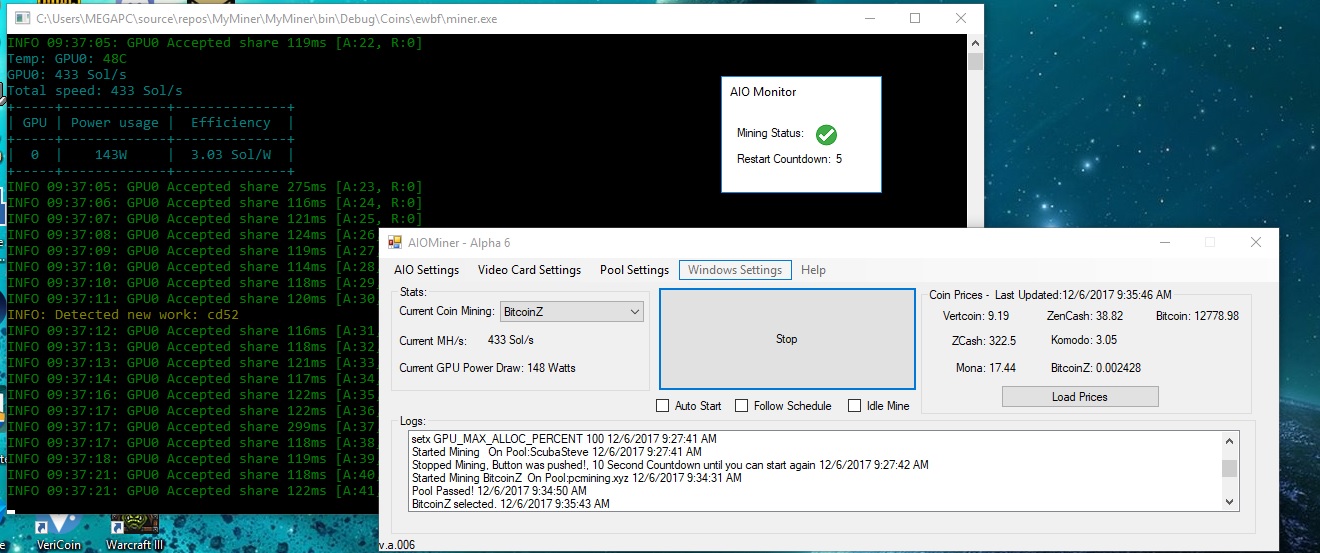 C:\Users\MEGAPC\source\repos\MyMiner\MyMiner\bin\Debug\Coins\ewbf\miner.exe
INFO 09:37:05: GPU0 Accepted share 119ms [A:22, R:0]
Temp: GPU0: 48C
GPU0: 433 Sol/s
Total speed: 433 Sol/s
+-----+-------------+--------------+
| GPU | Power usage |  Efficiency  |
+-----+-------------+--------------+
|  0  |    143W     |  3.03 Sol/W  |
+-----+-------------+--------------+
INFO 09:37:05: GPU0 Accepted share 275ms [A:23, R:0]
INFO 09:37:06: GPU0 Accepted share 116ms [A:24, R:0]
INFO 09:37:07: GPU0 Accepted share 121ms [A:25, R:0]
INFO 09:37:08: GPU0 Accepted share 124ms [A:26
INFO 09:37:09: GPU0 Accepted share 119ms [A:27,
INFO 09:37:10: GPU0 Accepted share 114ms [A:28,
INFO 09:37:10: GPU0 Accepted share 118ms [A:29,
INFO 09:37:11: GPU0 Accepted share 120ms [A:30,
INFO: Detected new work: cd52
INFO 09:37:12: GPU0 Accepted share 116ms [A:31,
INFO 09:37:13: GPU0 Accepted share 118ms [A:32,
INFO 09:37:13: GPU0 Accepted share 121ms [A:33,
INFO 09:37:14: GPU0 Accepted share 117ms [A:34,
INFO 09:37:16: GPU0 Accepted share 122ms [A:35,
INFO 09:37:17: GPU0 Accepted share 122ms [A:36,
INFO 09:37:17: GPU0 Accepted share 299ms [A:37,
INFO 09:37:17: GPU0 Accepted share 118ms [A:38,
INFO 09:37:19: GPU0 Accepted share 119ms [A:39,
INFO 09:37:21: GPU0 Accepted share 118ms [A:40,
INFO 09:37:21: GPU0 Accepted share 122ms [A:41,
AIO Monitor
Mining Status:
Restart Countdown: 5
AIOMiner - Alpha 6
AIO Settings Video Card Settings Pool Settings Windows Settings Help
Stats:
Current Coin Mining: BitcoinZ
Current MH/s: 433 Sol/s
Current GPU Power Draw: 148 Watts
Stop
Auto Start Follow Schedule Idle Mine
Coin Prices - Last Updated:12/6/2017 9:35:46 AM
Vertcoin: 9.19 ZenCash: 38.82 Bitcoin: 12778.98
ZCash: 322.5 Komodo: 3.05
Mona: 17.44 BitcoinZ: 0.002428
Load Prices
Logs:
setx GPU_MAX_ALLOC_PERCENT 100 12/6/2017 9:27:41 AM
Started Mining On Pool:ScubaSteve 12/6/2017 9:27:41 AM
Stopped Mining, Button was pushed!, 10 Second Countdown until you can start again 12/6/2017 9:27:42 AM
Started Mining BitcoinZ On Pool:pcmining.xyz 12/6/2017 9:34:31 AM
Pool Passed! 12/6/2017 9:34:50 AM
BitcoinZ selected. 12/6/2017 9:35:43 AM
v.a.006
VeriCoin
Warcraft III